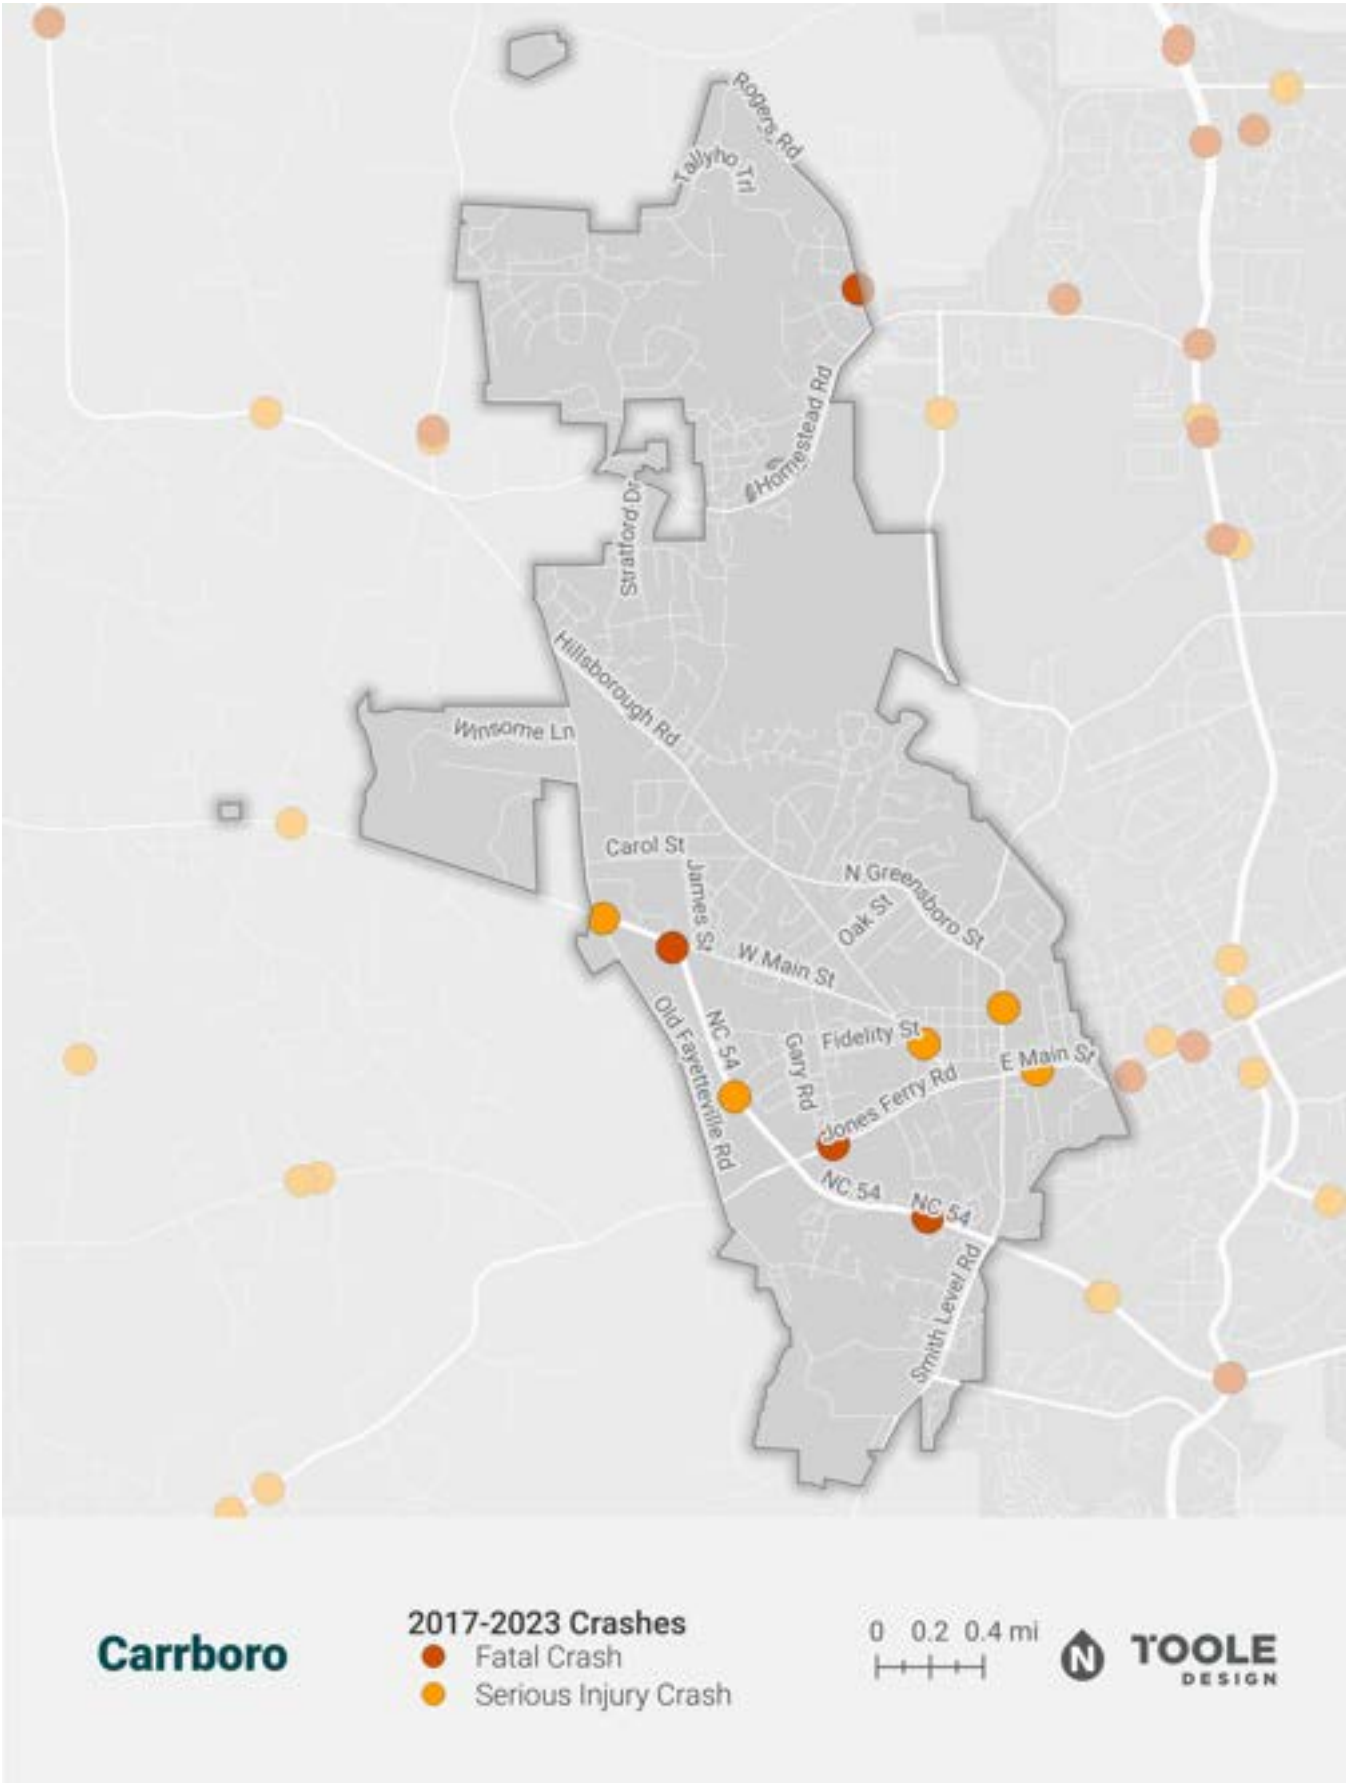 Rogers Rd
Tallyho Trl
Homestead Rd
Stratford Dr
Hillsborough Rd
Winsome Ln
Carol St
James St
N Greensboro St
Oak St
W Main St
Old Fayetteville Rd
NC 54
Gary Rd
Fidelity St
E Main St
Jones Ferry Rd
NC 54
NC 54
Smith Level Rd
Carrboro
2017-2023 Crashes
Fatal Crash
Serious Injury Crash
0 0.2 0.4 mi
N
TOOLE
DESIGN